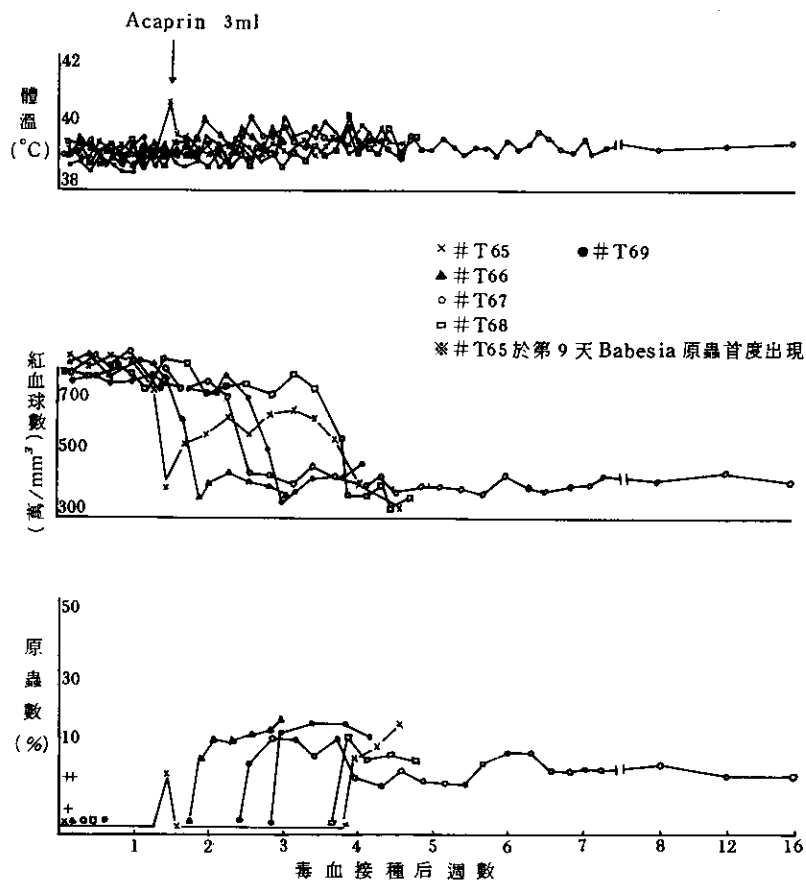 Acaprin 3ml
體溫 (°C)
42
40
39
38
× ＃T65 ● ＃T69
▲ ＃T66
○ ＃T67
□ ＃T68
※ ＃T65 於第 9 天 Babesia 原蟲首度出現
紅血球數 (萬/mm³)
700
500
300
原蟲數 (%)
50
30
10
++
+
1 2 3 4 5 6 7 8 12 16
毒血接種后週數